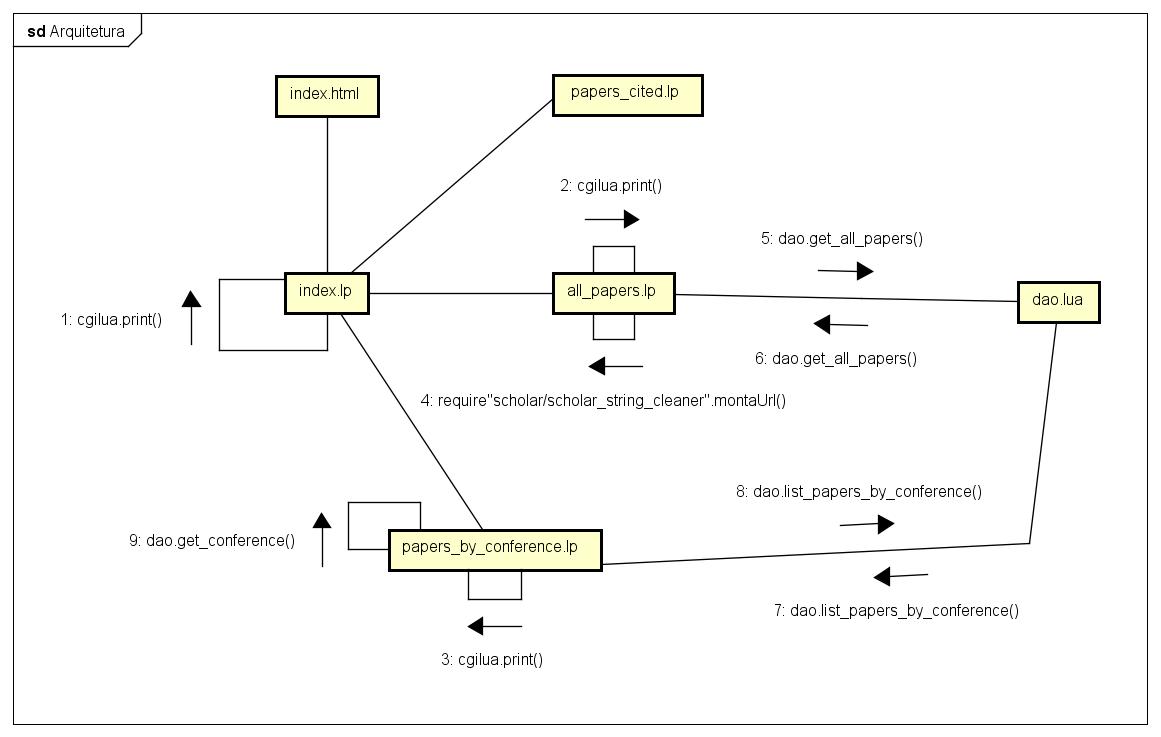 sd Arquitetura
index.html
papers_cited.lp
2: cgilua.print()
5: dao.get_all_papers()
index.lp
all_papers.lp
dao.lua
1: cgilua.print()
6: dao.get_all_papers()
4: require"scholar/scholar_string_cleaner".montaUrl()
8: dao.list_papers_by_conference()
9: dao.get_conference()
papers_by_conference.lp
7: dao.list_papers_by_conference()
3: cgilua.print()